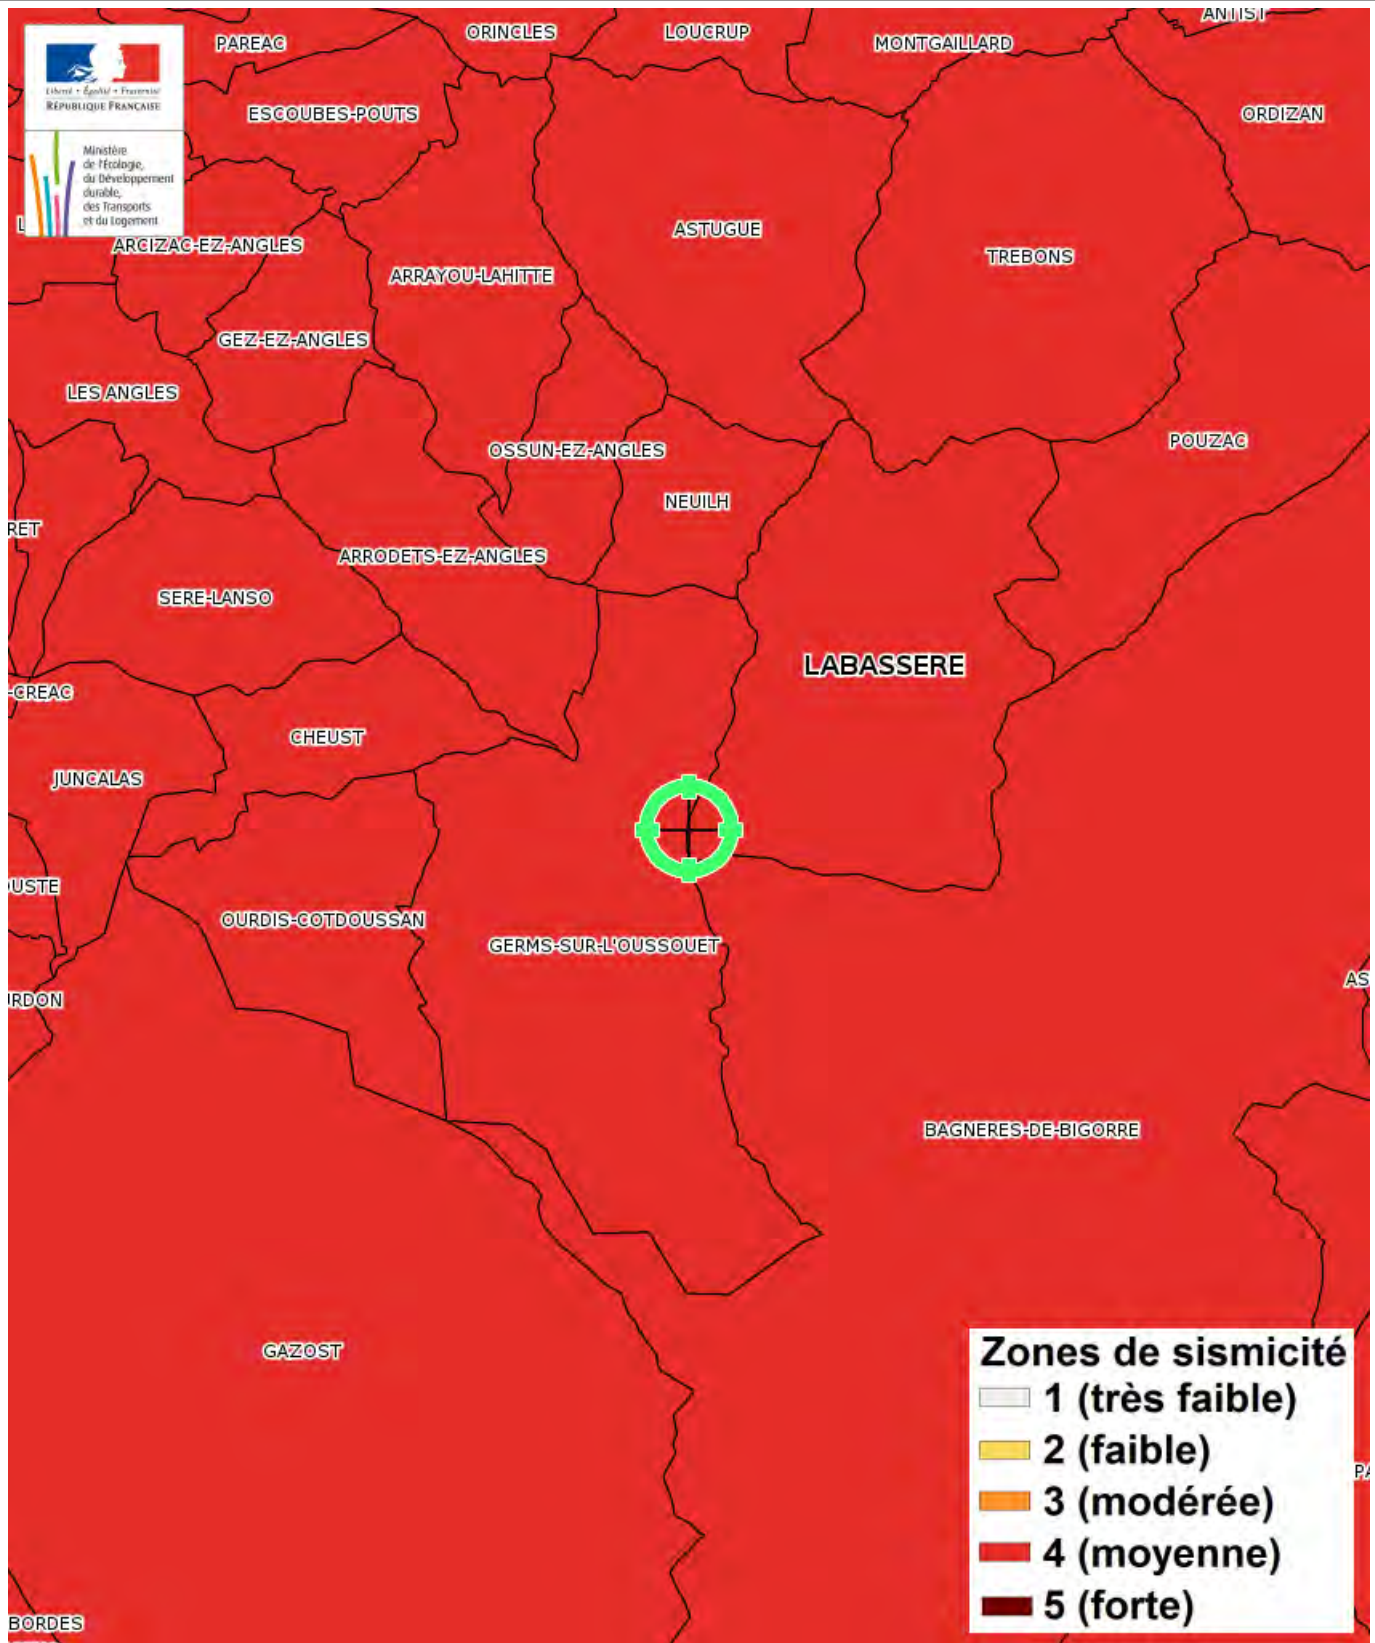 ANTIST
PAREAC
ORINCLES
LOUCRUP
MONTGAILLARD
Liberté • Égalité • Fraternité
RÉPUBLIQUE FRANÇAISE
ESCOUBES-POUTS
ORDIZAN
Ministère
de l'Écologie,
du Développement
durable,
des Transports
et du Logement
L
ARCIZAC-EZ-ANGLES
ASTUGUE
TREBONS
ARRAYOU-LAHITTE
GEZ-EZ-ANGLES
LES ANGLES
OSSUN-EZ-ANGLES
POUZAC
NEUILH
RET
ARRODETS-EZ-ANGLES
SERE-LANSO
LABASSERE
-CREAC
CHEUST
JUNCALAS
OUSTE
OURDIS-COTDOUSSAN
GERMS-SUR-L'OUSSOUET
AS
URDON
BAGNERES-DE-BIGORRE
GAZOST
Zones de sismicité
1 (très faible)
2 (faible)
3 (modérée)
4 (moyenne)
5 (forte)
PA
BORDES